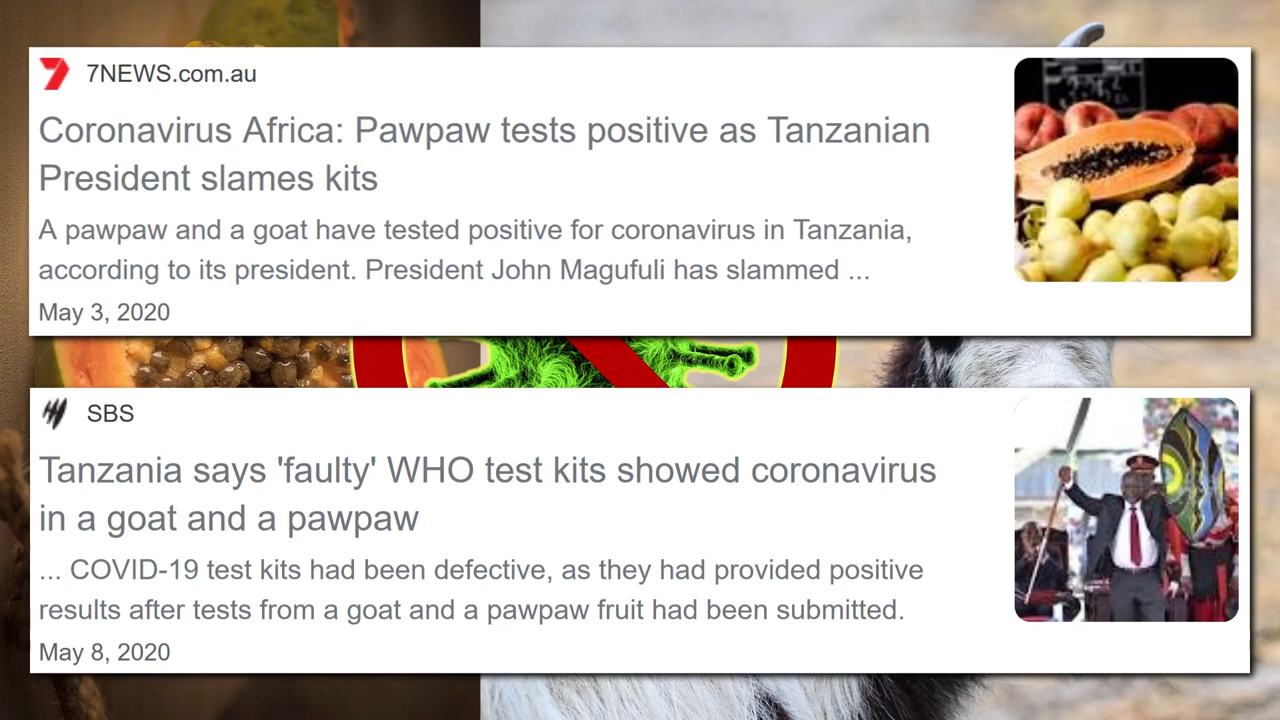 7NEWS.com.au
Coronavirus Africa: Pawpaw tests positive as Tanzanian
President slames kits
A pawpaw and a goat have tested positive for coronavirus in Tanzania,
according to its president. President John Magufuli has slammed ...
May 3, 2020
SBS
Tanzania says 'faulty' WHO test kits showed coronavirus
in a goat and a pawpaw
... COVID-19 test kits had been defective, as they had provided positive
results after tests from a goat and a pawpaw fruit had been submitted.
May 8, 2020